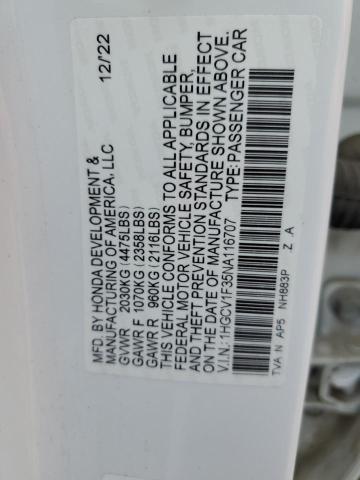 MFD. BY HONDA DEVELOPMENT & 12/22
MANUFACTURING OF AMERICA, LLC
GVWR 2030KG (4475LBS)
GAWR F 1070KG (2358LBS)
GAWR R 960KG (2116LBS)
THIS VEHICLE CONFORMS TO ALL APPLICABLE
FEDERAL MOTOR VEHICLE SAFETY, BUMPER,
AND THEFT PREVENTION STANDARDS IN EFFECT
ON THE DATE OF MANUFACTURE SHOWN ABOVE.
V.I.N.: 1HGCV1F35NA116707 TYPE: PASSENGER CAR
TVA N AP5 NH883P Z .A